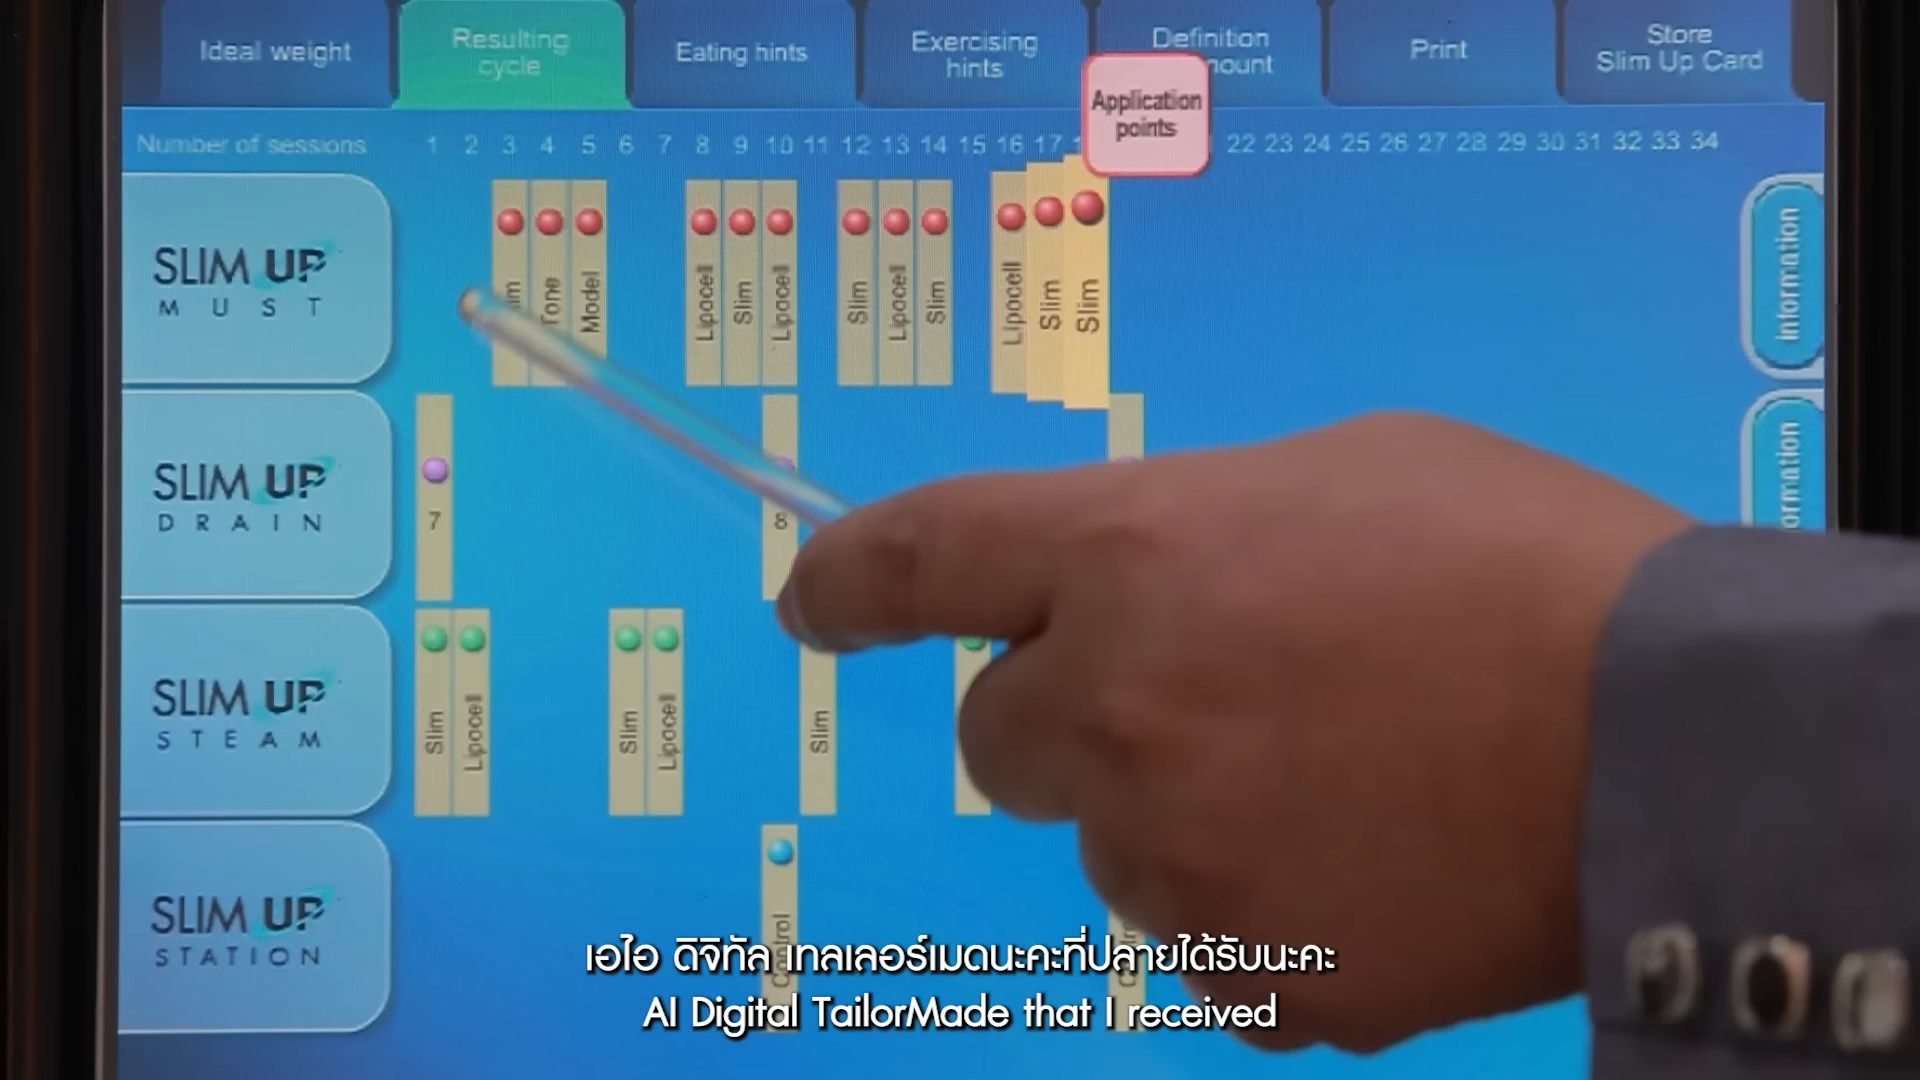 Ideal weight
Resulting
cycle
Eating hints
Exercising
hints
Definition
Print
Store
Slim Up Card
Application
points
Number of sessions 1 2 3 4 5 6 7 8 9 10 11 12 13 14 15 16 17 22 23 24 25 26 27 28 29 30 31 32 33 34
SLIM UP
MUST
Tone
Model
Lipocell
Slim
Lipocell
Slim
Lipocell
Slim
Lipocell
Slim
Slim
Information
SLIM UP
DRAIN
7
8
SLIM UP
STEAM
Slim
Lipocell
Slim
Lipocell
Slim
SLIM UP
STATION
Control
เอไอ ดิจิทัล เทลเลอร์เมดนะคะที่ปลายได้รับนะคะ
AI Digital TailorMade that I received